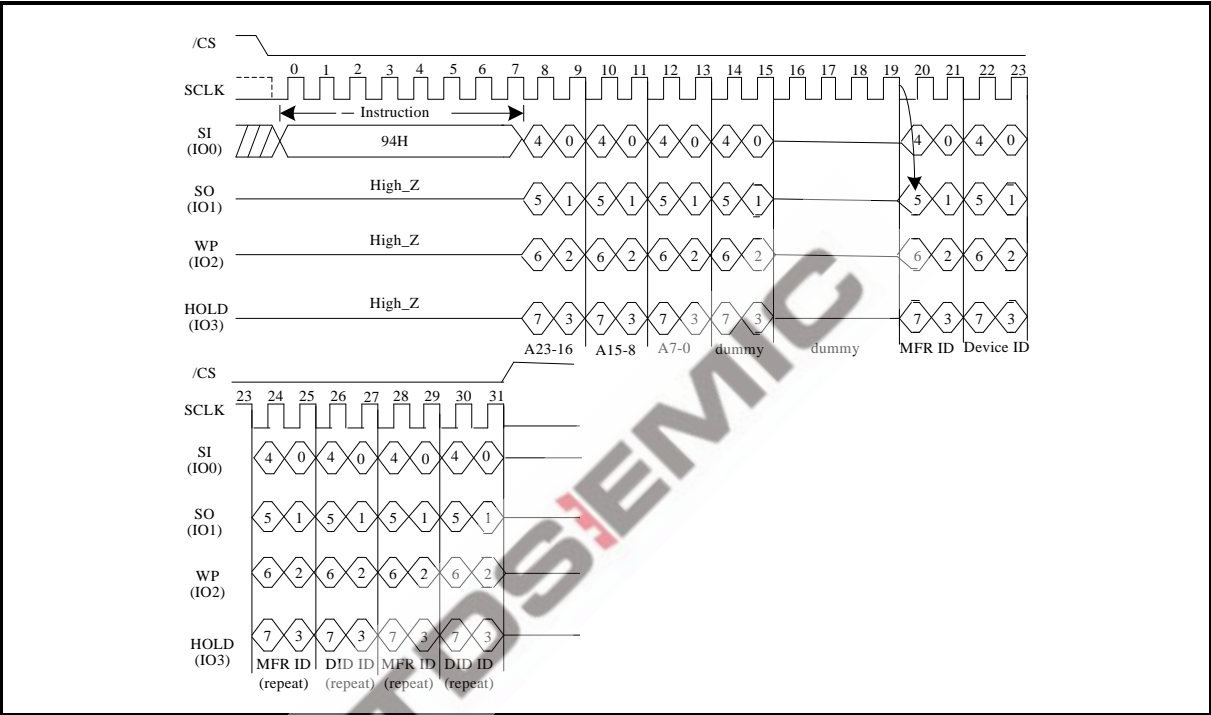 /CS
0 1 2 3 4 5 6 7 8 9 10 11 12 13 14 15 16 17 18 19 20 21 22 23
SCLK
Instruction
SI
(IO0)
94H
4 0 4 0 4 0 4 0 4 0 4 0
SO
(IO1)
High_Z
5 1 5 1 5 1 5 1 5 1 5 1
WP
(IO2)
High_Z
6 2 6 2 6 2 6 2 6 2 6 2
HOLD
(IO3)
High_Z
7 3 7 3 7 3 7 3 7 3 7 3
A23-16 A15-8 A7-0 dummy dummy MFR ID Device ID
/CS
23 24 25 26 27 28 29 30 31
SCLK
SI
(IO0)
4 0 4 0 4 0 4 0
SO
(IO1)
5 1 5 1 5 1 5 1
WP
(IO2)
6 2 6 2 6 2 6 2
HOLD
(IO3)
7 3 7 3 7 3 7 3
MFR ID DID ID MFR ID DID ID
(repeat) (repeat) (repeat) (repeat)